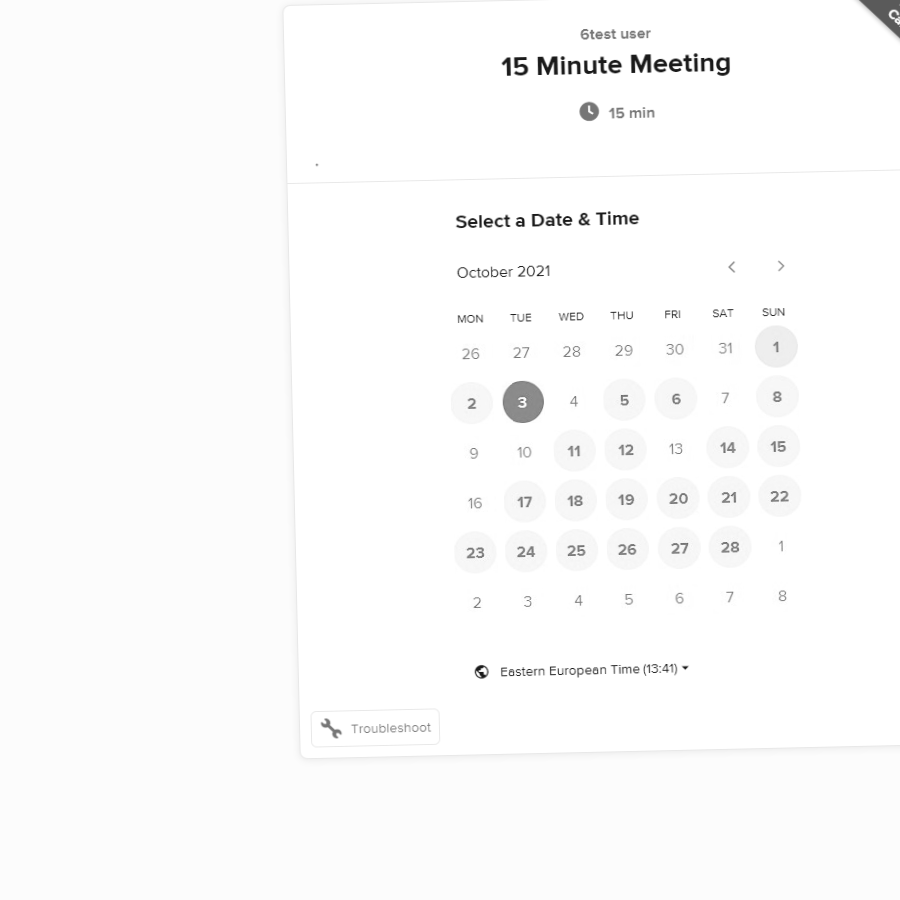 6test user
15 Minute Meeting
15 min
Select a Date & Time
October 2021
MON TUE WED THU FRI SAT SUN
26 27 28 29 30 31 1
2 3 4 5 6 7 8
9 10 11 12 13 14 15
16 17 18 19 20 21 22
23 24 25 26 27 28 1
2 3 4 5 6 7 8
Eastern European Time (13:41)
Troubleshoot